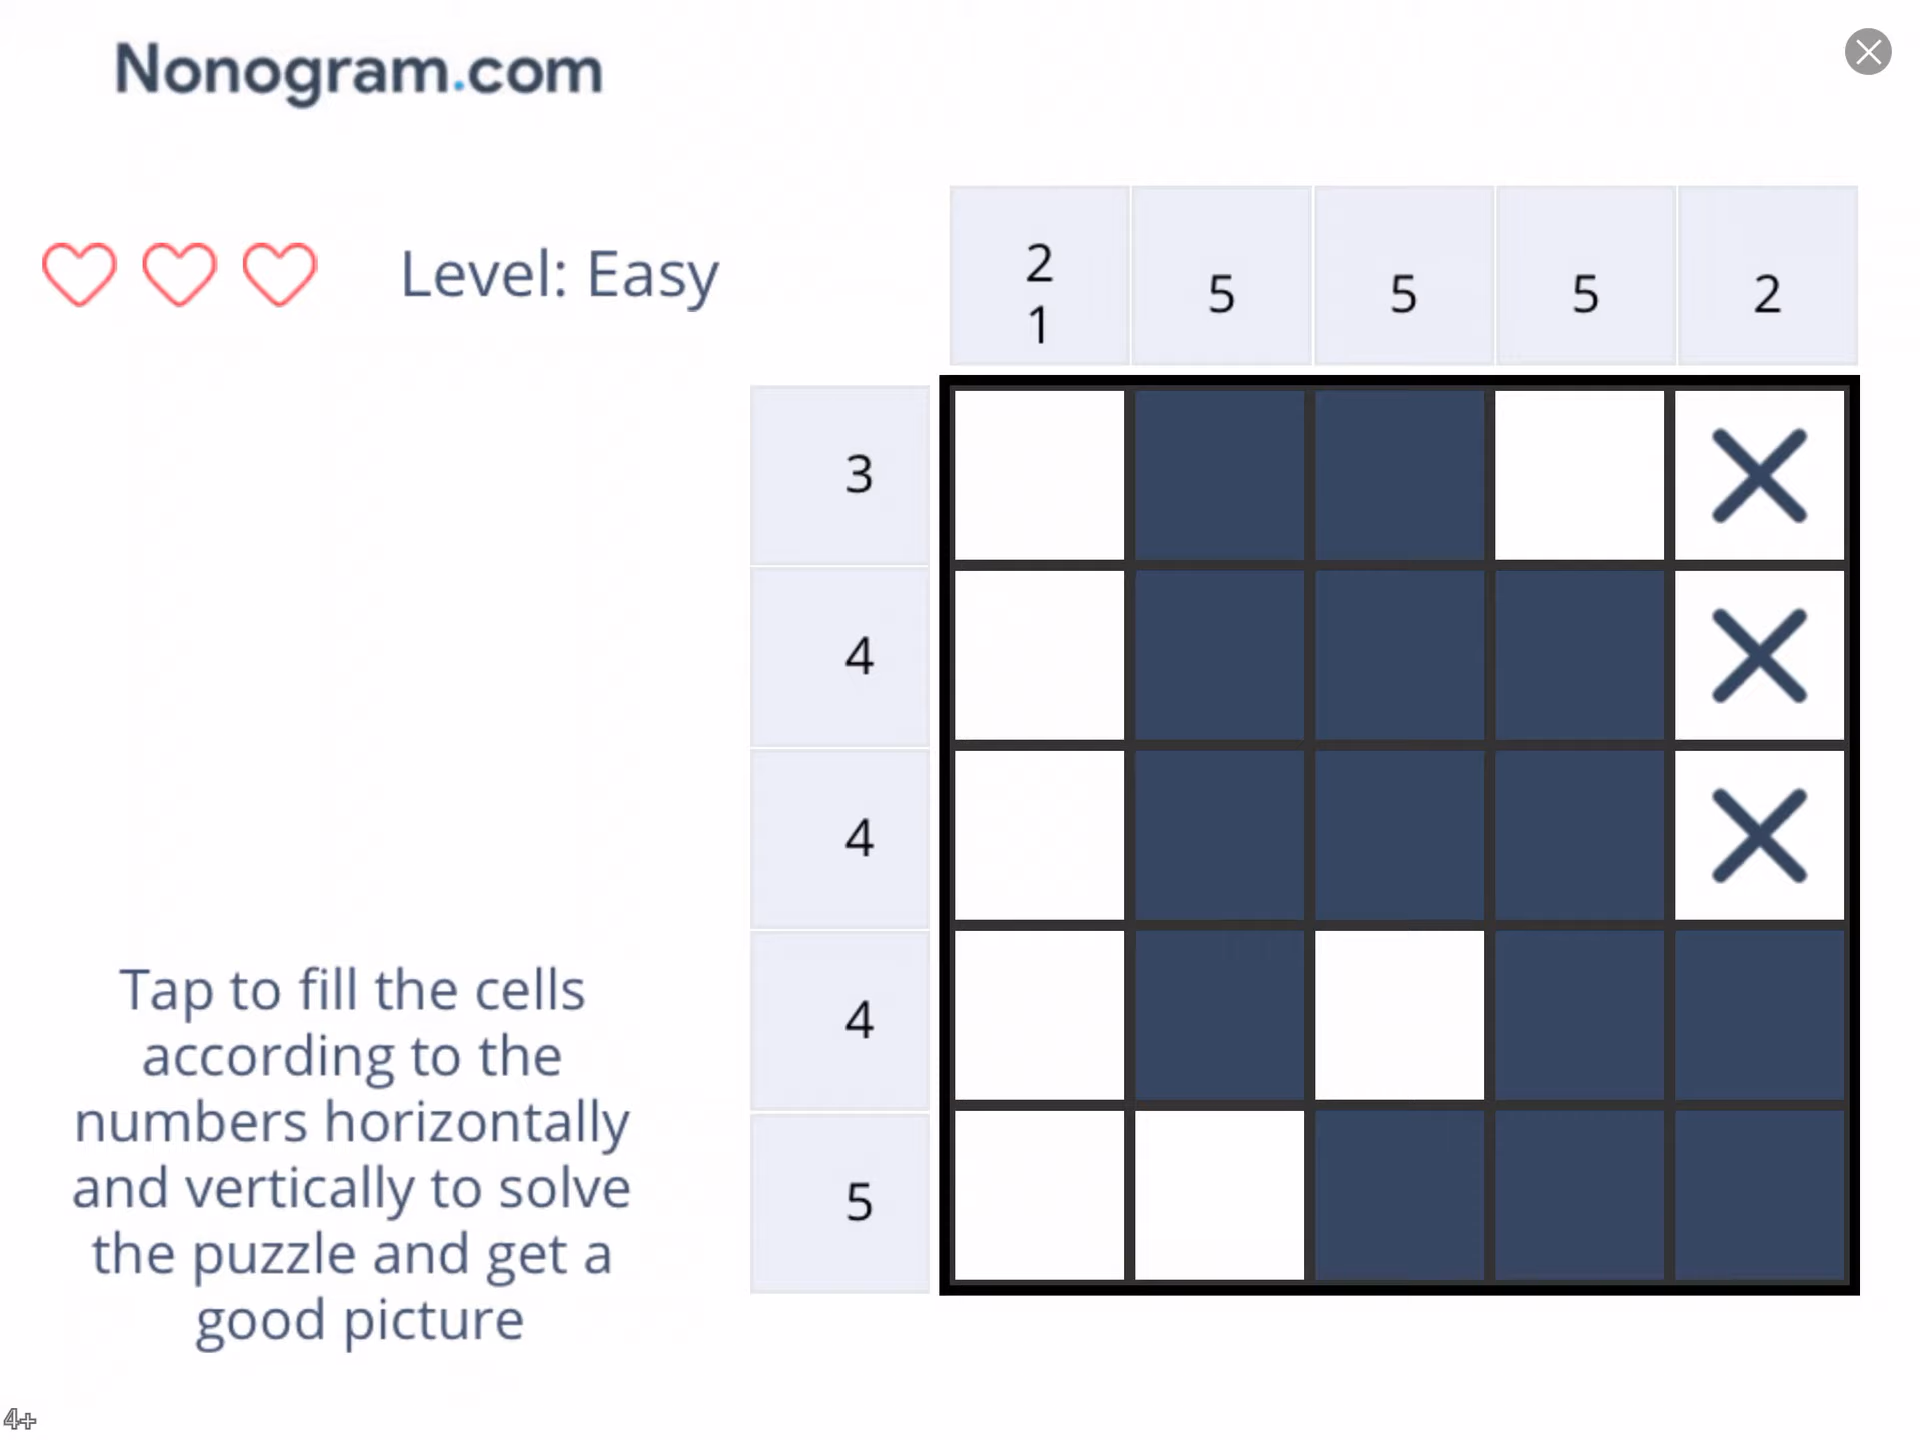 Nonogram.com
Level: Easy
2 5 5 5 2
1
3
4
4
4
5
Tap to fill the cells
according to the
numbers horizontally
and vertically to solve
the puzzle and get a
good picture
4+